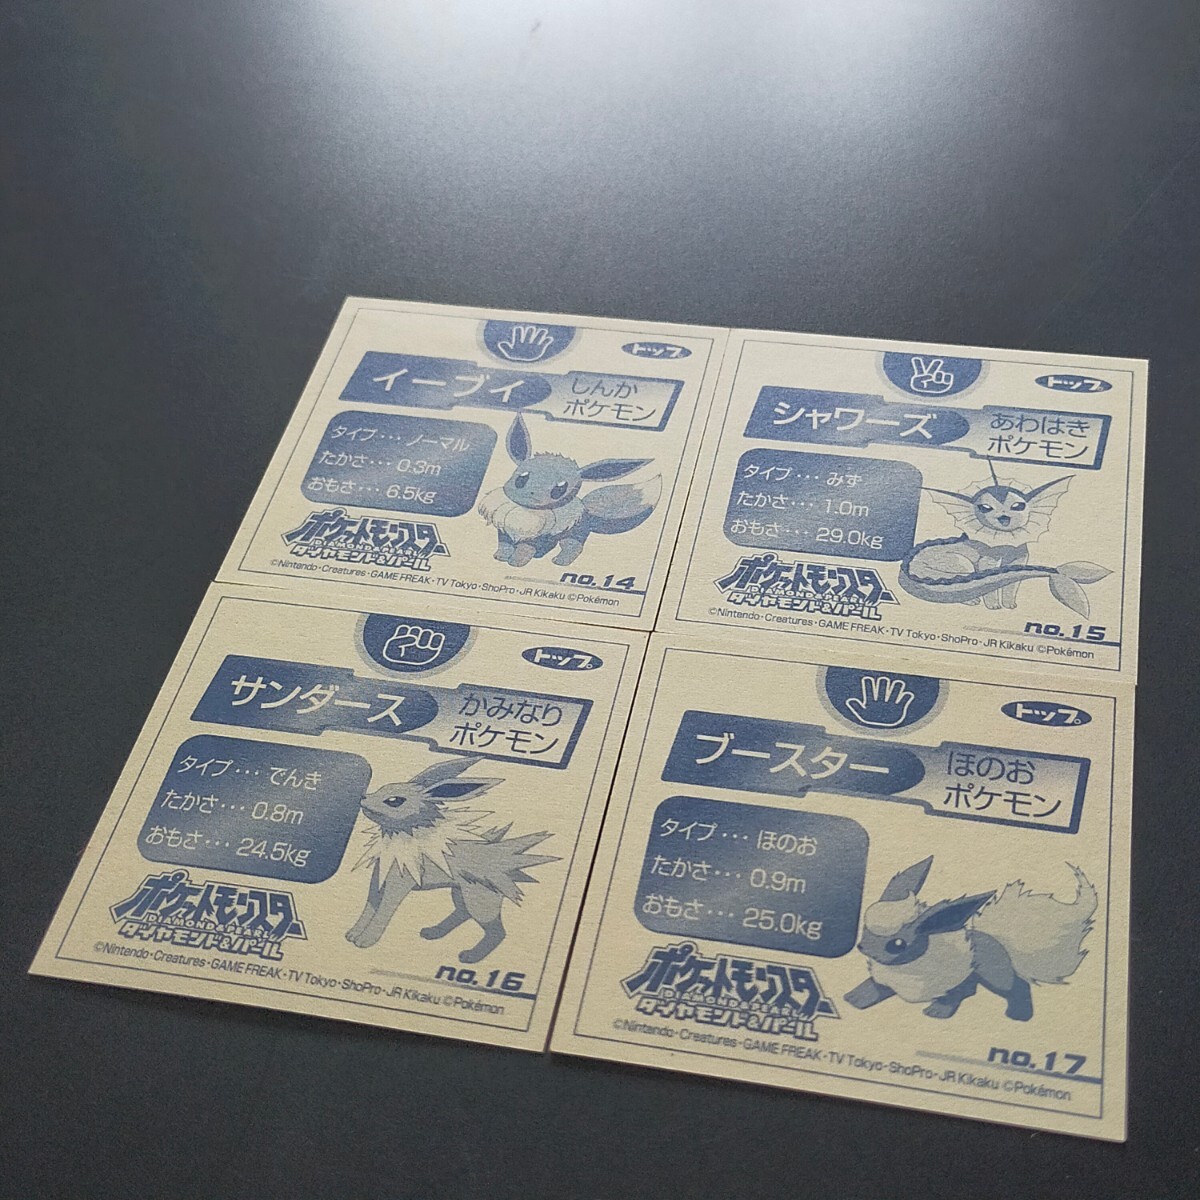 トップ
イーブイ
しんか
ポケモン
タイプ・・・ノーマル
たかさ・・・0.3m
おもさ・・・6.5kg
ポケットモンスター
DIAMOND&PEARL
ダイヤモンド&パール
©Nintendo・Creatures・GAME FREAK・TV Tokyo・ShoPro・JR Kikaku ©Pokémon
no.14
トップ
シャワーズ
あわはき
ポケモン
タイプ・・・みず
たかさ・・・1.0m
おもさ・・・29.0kg
ポケットモンスター
DIAMOND&PEARL
ダイヤモンド&パール
©Nintendo・Creatures・GAME FREAK・TV Tokyo・ShoPro・JR Kikaku ©Pokémon
no.15
トップ
サンダース
かみなり
ポケモン
タイプ・・・でんき
たかさ・・・0.8m
おもさ・・・24.5kg
ポケットモンスター
DIAMOND&PEARL
ダイヤモンド&パール
©Nintendo・Creatures・GAME FREAK・TV Tokyo・ShoPro・JR Kikaku ©Pokémon
no.16
トップ
ブースター
ほのお
ポケモン
タイプ・・・ほのお
たかさ・・・0.9m
おもさ・・・25.0kg
ポケットモンスター
DIAMOND&PEARL
ダイヤモンド&パール
©Nintendo・Creatures・GAME FREAK・TV Tokyo・ShoPro・JR Kikaku ©Pokémon
no.17